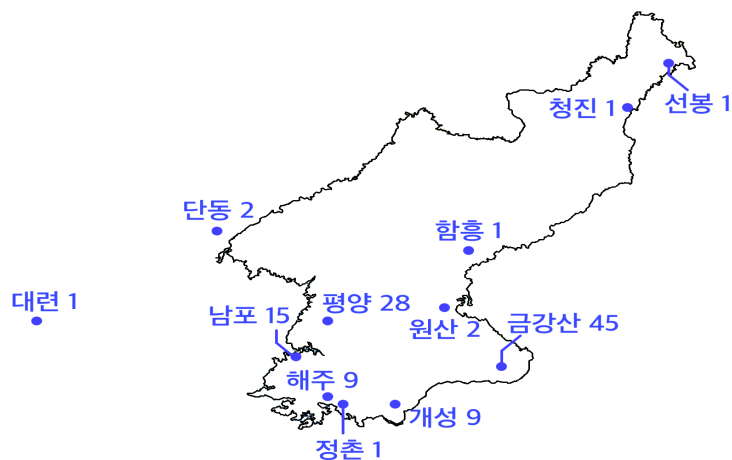 선봉 1
청진 1
단동 2
함흥 1
대련 1
남포 15
평양 28
원산 2
금강산 45
해주 9
개성 9
정촌 1